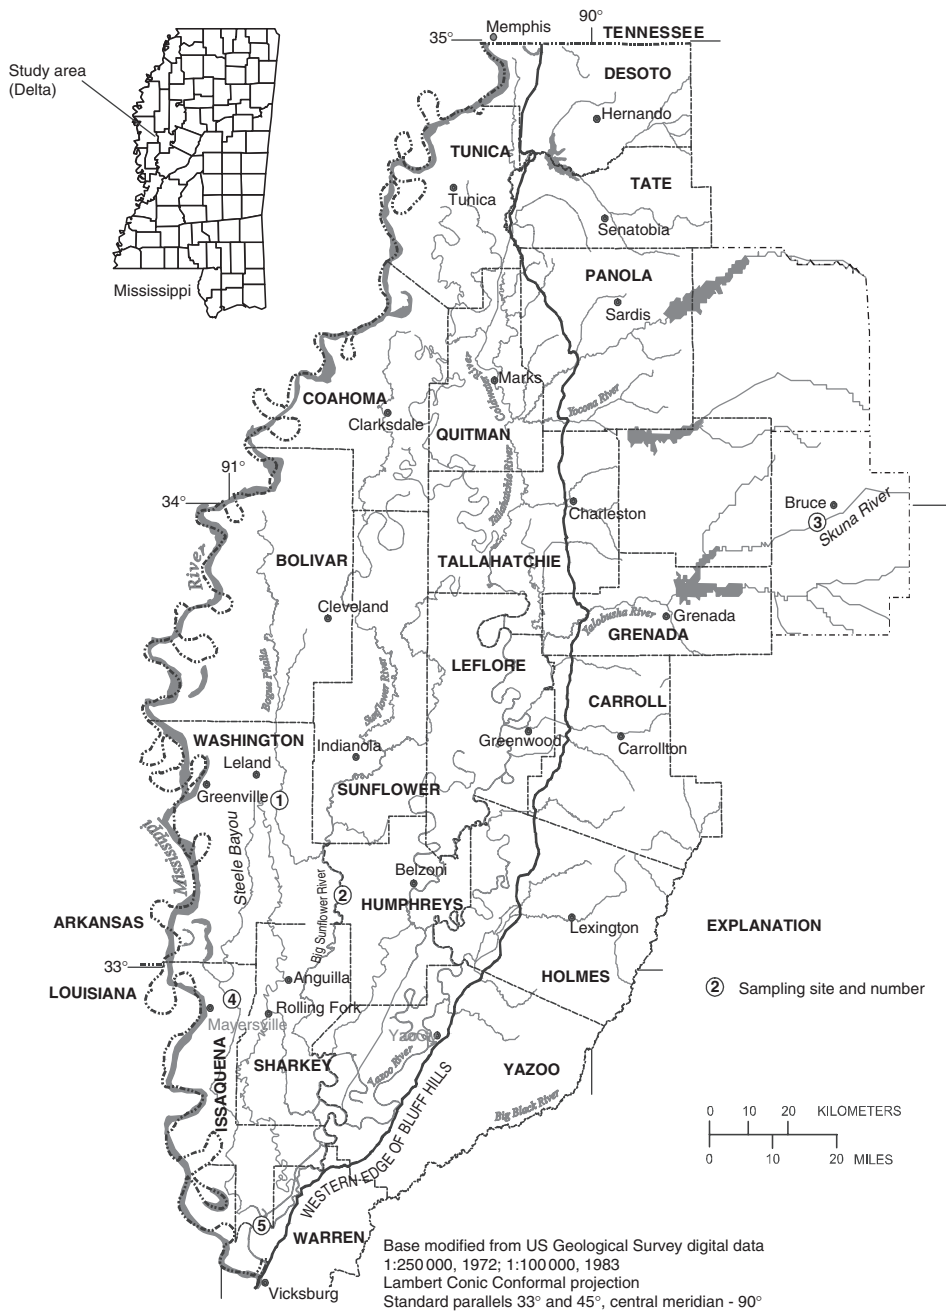 Memphis
90°
35°
TENNESSEE
Study area
(Delta)
DESOTO
Hernando
TUNICA
TATE
Tunica
Senatobia
PANOLA
Mississippi
Sardis
Coldwater River
Marks
COAHOMA
Yocona River
Clarksdale
QUITMAN
91°
34°
Tallahatchie River
Charleston
Bruce
3
Skuna River
River
BOLIVAR
TALLAHATCHIE
Cleveland
Yalobusha River
Grenada
GRENADA
LEFLORE
Bogue Phalia
Sunflower River
CARROLL
WASHINGTON
Indianola
Greenwood
Carrollton
Leland
Greenville
1
SUNFLOWER
Mississippi
Steele Bayou
Belzoni
2
HUMPHREYS
Big Sunflower River
ARKANSAS
Lexington
EXPLANATION
33°
LOUISIANA
Anguilla
HOLMES
2 Sampling site and number
4
Rolling Fork
Mayersville
Yazoo
ISSAQUENA
SHARKEY
Yazoo River
YAZOO
Big Black River
0 10 20 KILOMETERS
0 10 20 MILES
WESTERN EDGE OF BLUFF HILLS
5
WARREN
Vicksburg
Base modified from US Geological Survey digital data
1:250 000, 1972; 1:100 000, 1983
Lambert Conic Conformal projection
Standard parallels 33° and 45°, central meridian - 90°